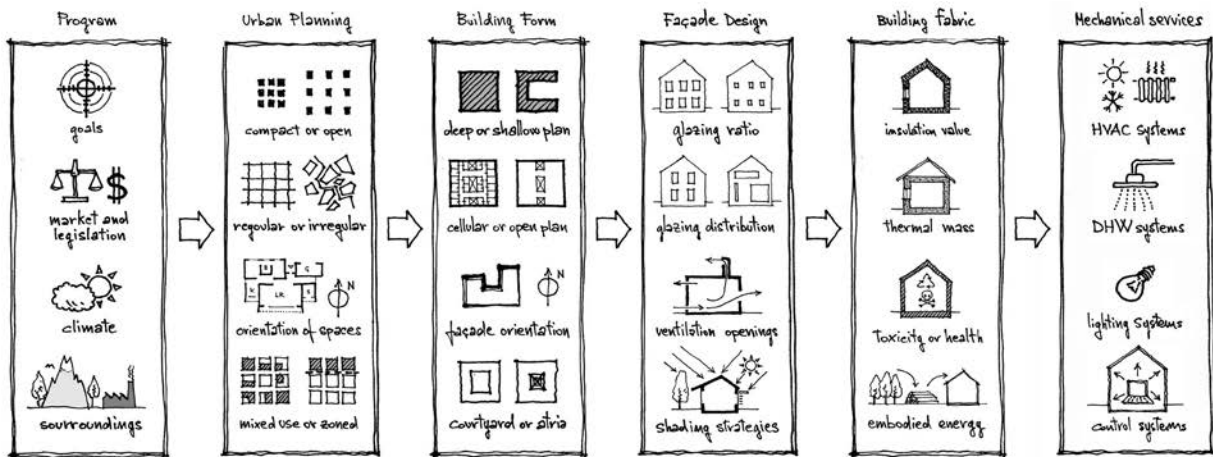 Program
goals
market and
legislation
climate
sourroundings
Urban Planning
compact or open
regoular or irregular
LR
N
orientation of spaces
mixed use or zoned
Building Form
deep or shallow plan
cellular or open plan
N
façade orientation
courtyard or atria
Façade Design
glazing ratio
glazing distribution
ventilation openings
shading strategies
Building fabric
insulation value
thermal mass
Toxicity or health
embodied energy
Mechanical services
HVAC systems
DHW systems
lighting systems
control systems